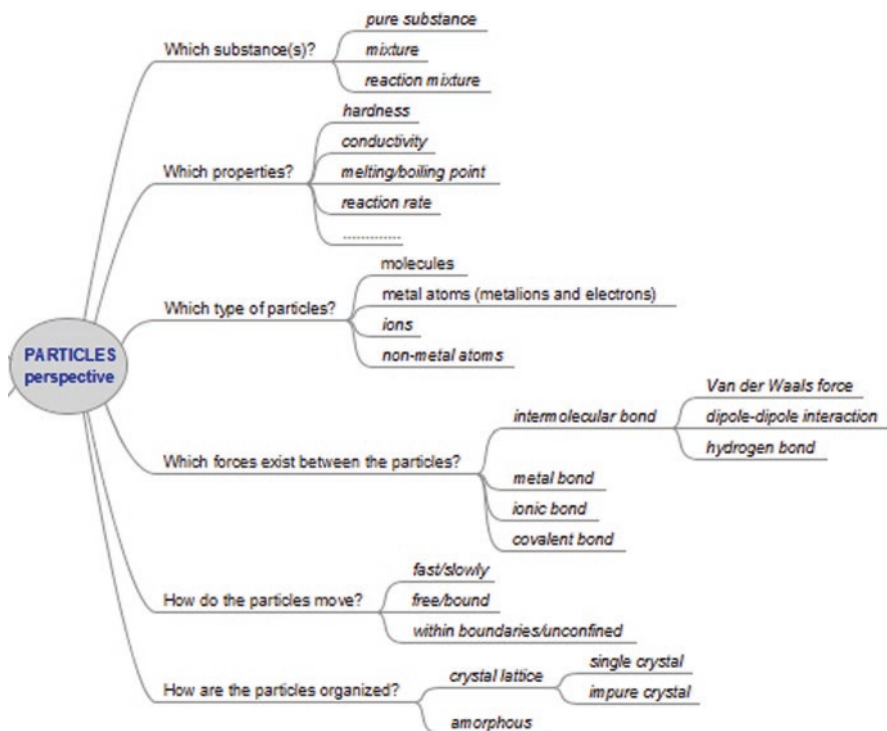 Which substance(s)?
pure substance
mixture
reaction mixture
Which properties?
hardness
conductivity
melting/boiling point
reaction rate
.............
PARTICLES
perspective
Which type of particles?
molecules
metal atoms (metalions and electrons)
ions
non-metal atoms
Which forces exist between the particles?
intermolecular bond
Van der Waals force
dipole-dipole interaction
hydrogen bond
metal bond
ionic bond
covalent bond
How do the particles move?
fast/slowly
free/bound
within boundaries/unconfined
How are the particles organized?
crystal lattice
single crystal
impure crystal
amorphous